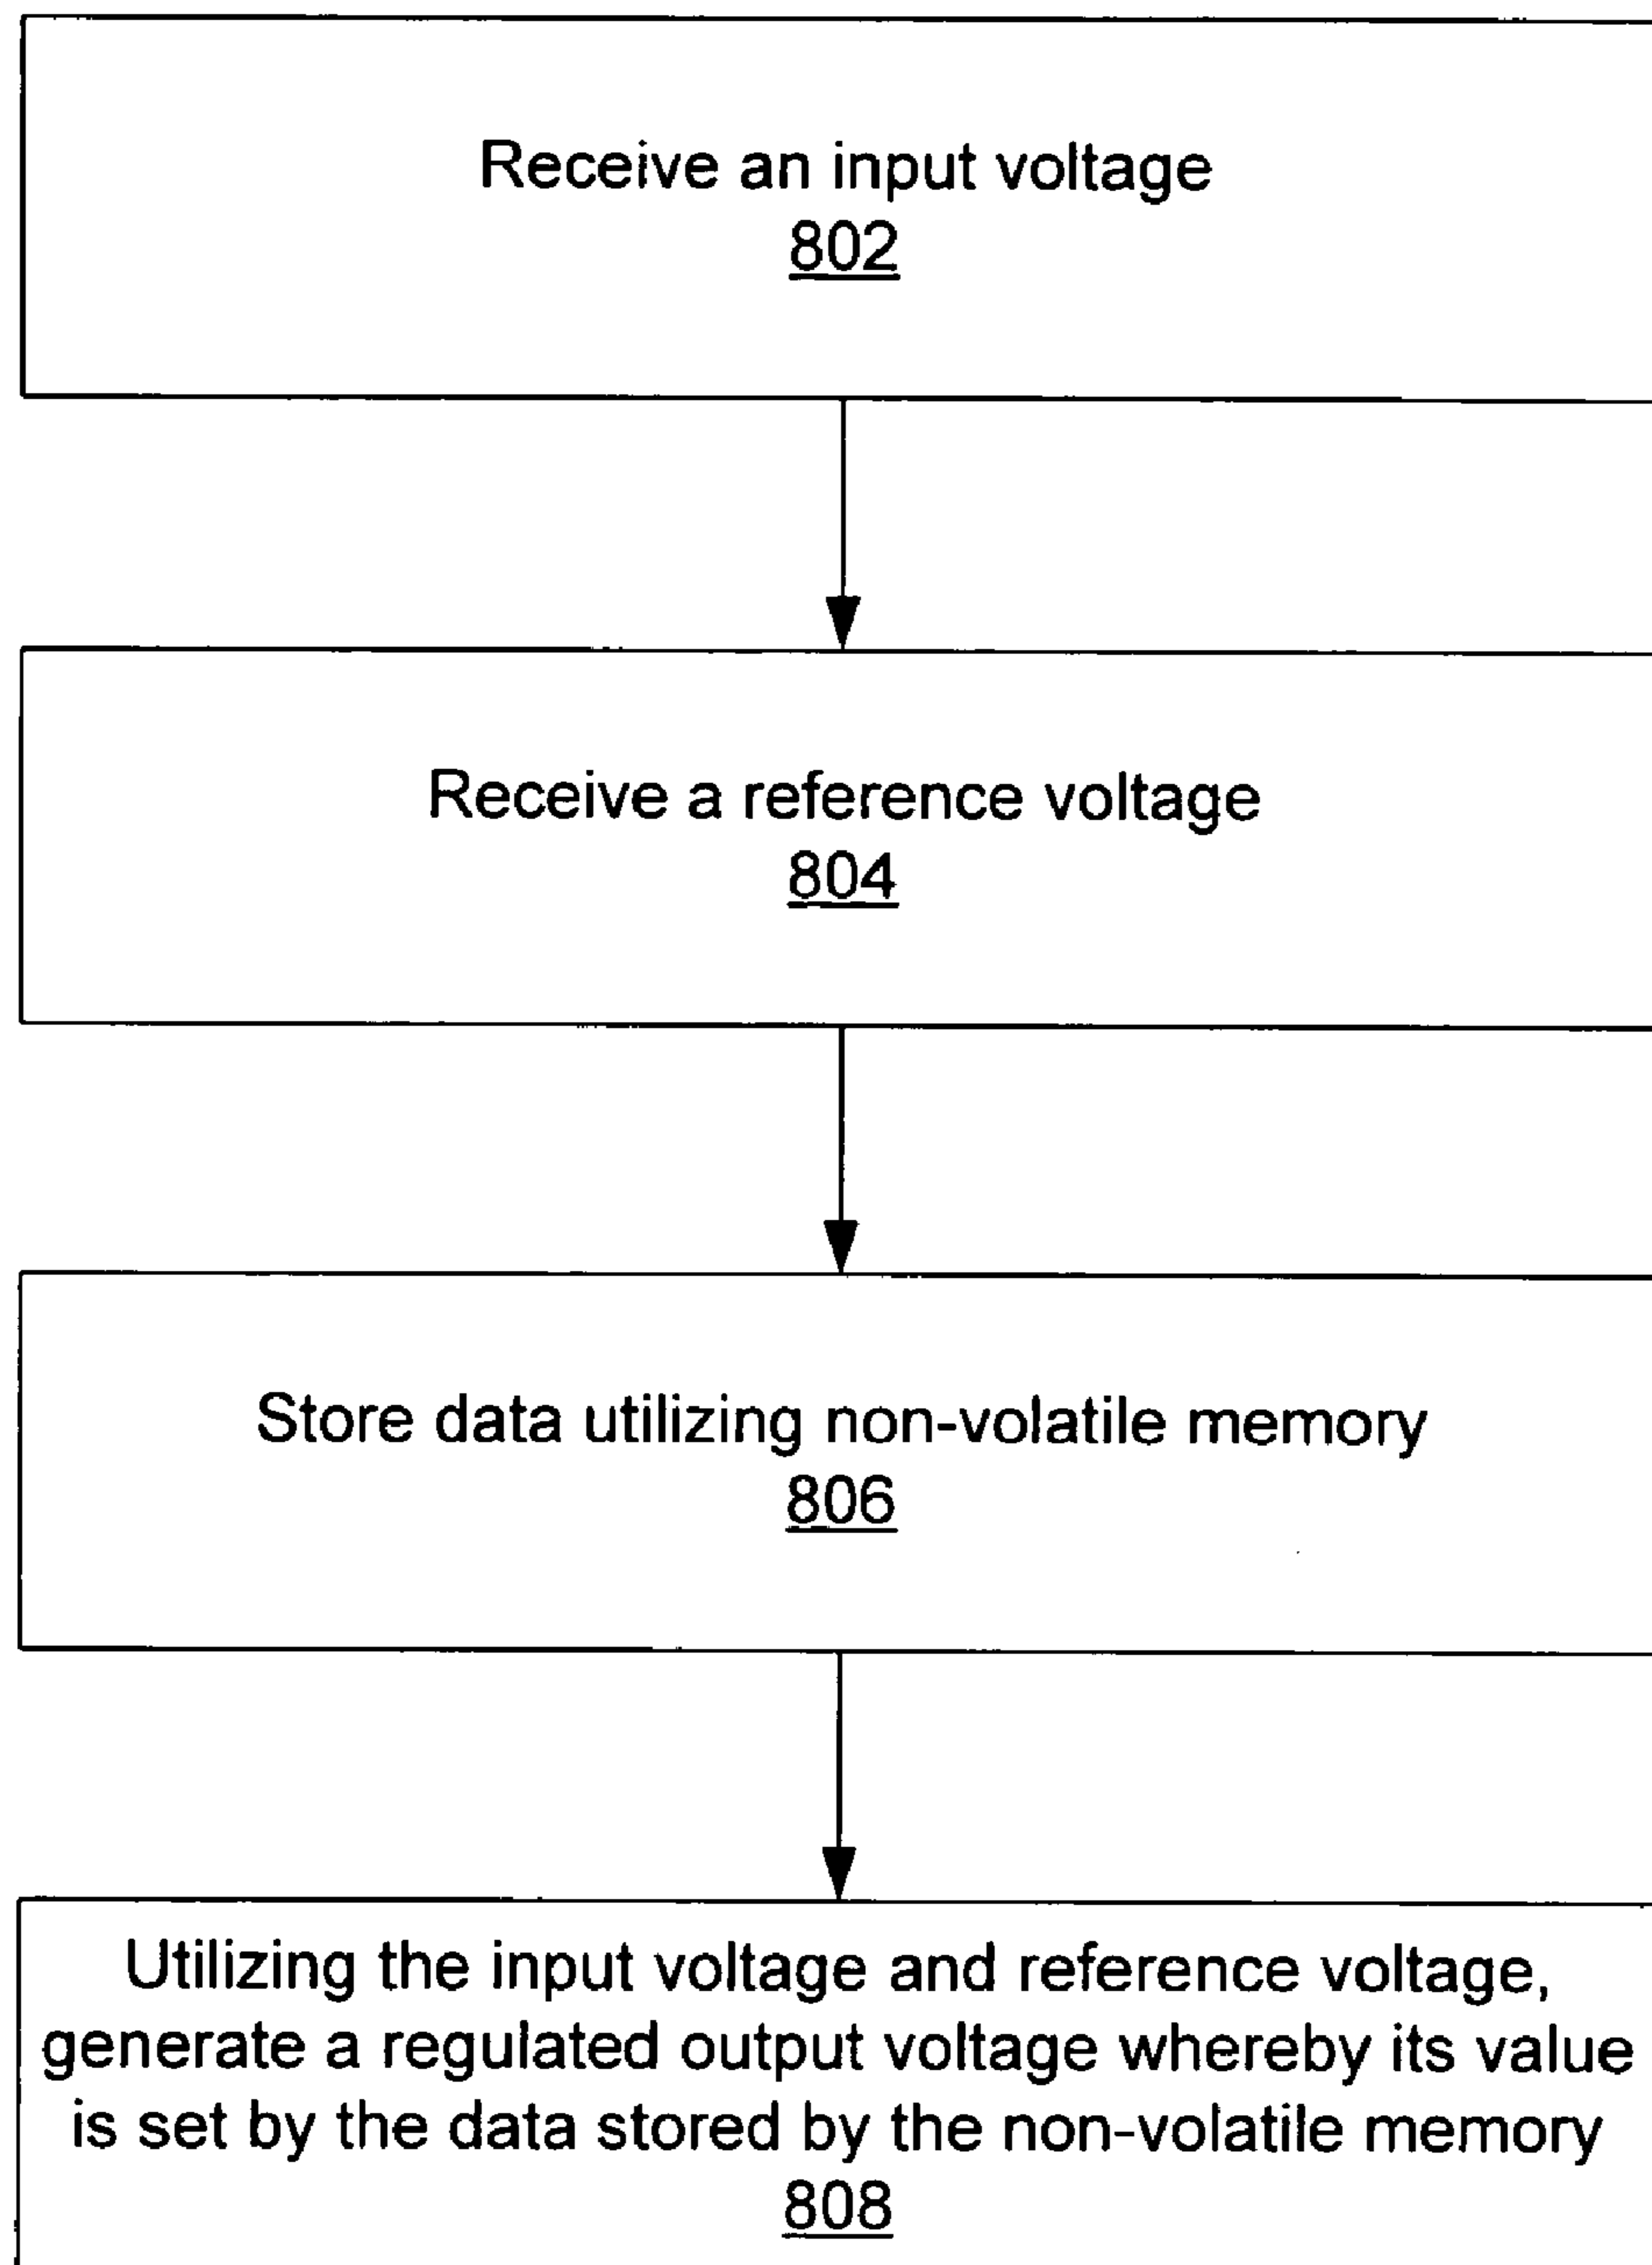 Receive an input voltage
802
Receive a reference voltage
804
Store data utilizing non-volatile memory
806
Utilizing the input voltage and reference voltage,
generate a regulated output voltage whereby its value
is set by the data stored by the non-volatile memory
808